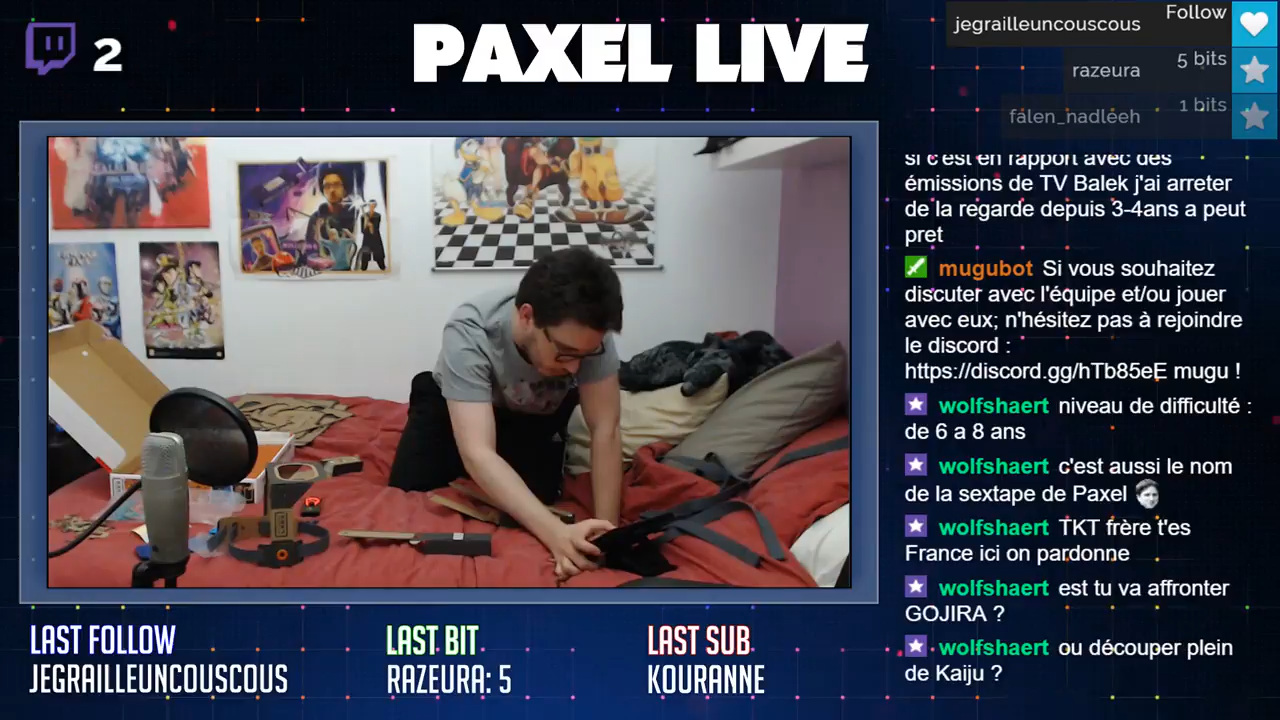 2
PAXEL LIVE
jegrailleuncouscous Follow
razeura 5 bits
fálen_nadléeh 1 bits
si c'est en rapport avec des
émissions de TV Balek j'ai arreter
de la regarde depuis 3-4ans a peut
pret
mugubot Si vous souhaitez
discuter avec l'équipe et/ou jouer
avec eux; n'hésitez pas à rejoindre
le discord :
https://discord.gg/hTb85eE mugu !
wolfshaert niveau de difficulté :
de 6 a 8 ans
wolfshaert c'est aussi le nom
de la sextape de Paxel
wolfshaert TKT frère t'es
France ici on pardonne
wolfshaert est tu va affronter
GOJIRA ?
wolfshaert ou découper plein
de Kaiju ?
LAST FOLLOW
JEGRAILLEUNCOUSCOUS
LAST BIT
RAZEURA: 5
LAST SUB
KOURANNE